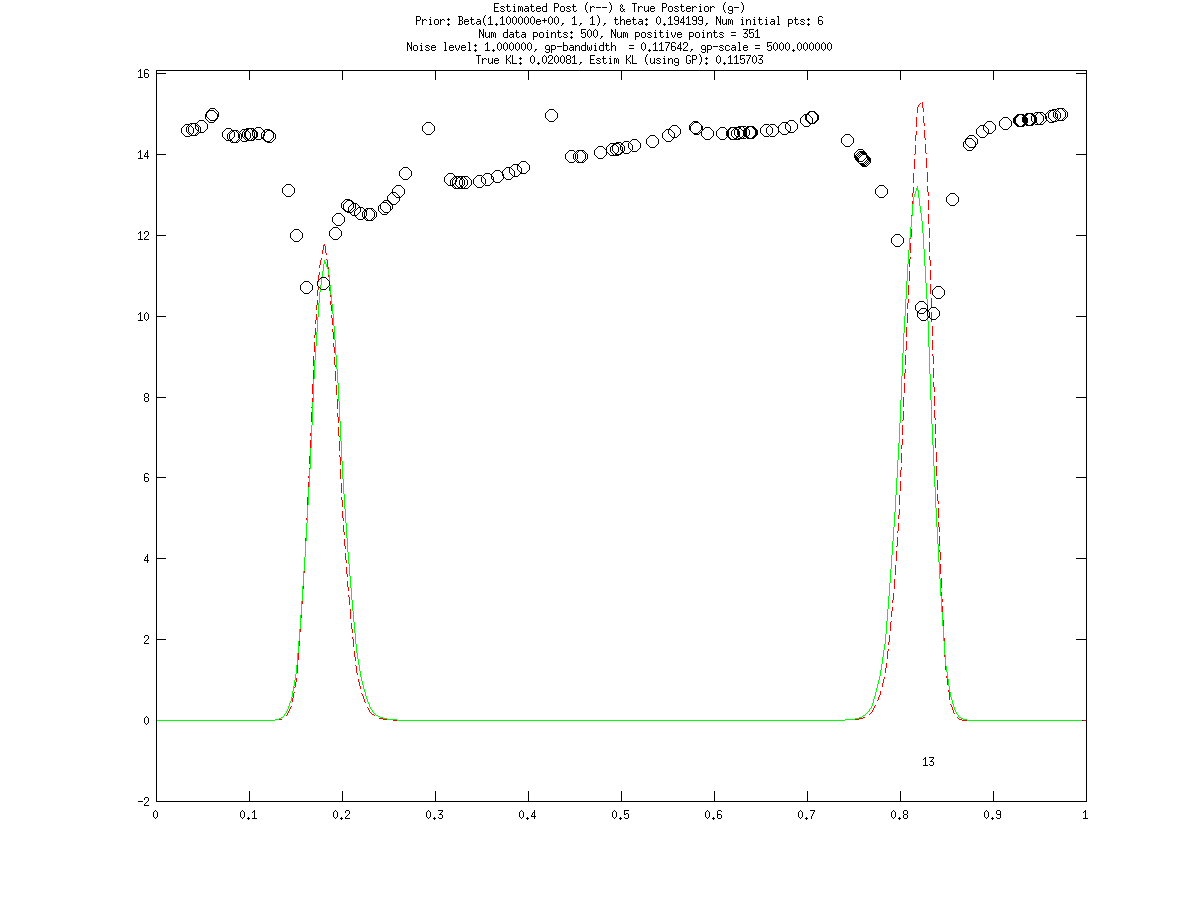 Estimated Post (r--) & True Posterior (g-)
Prior: Beta(1.100000e+00, 1, 1), theta: 0.194199, Num initial pts: 6
Num data points: 500, Num positive points = 351
Noise level: 1.000000, gp-bandwidth  = 0.117642, gp-scale = 5000.000000
True KL: 0.020081, Estim KL (using GP): 0.115703
16
14
12
10
8
6
4
2
0
13
-2
0 0.1 0.2 0.3 0.4 0.5 0.6 0.7 0.8 0.9 1